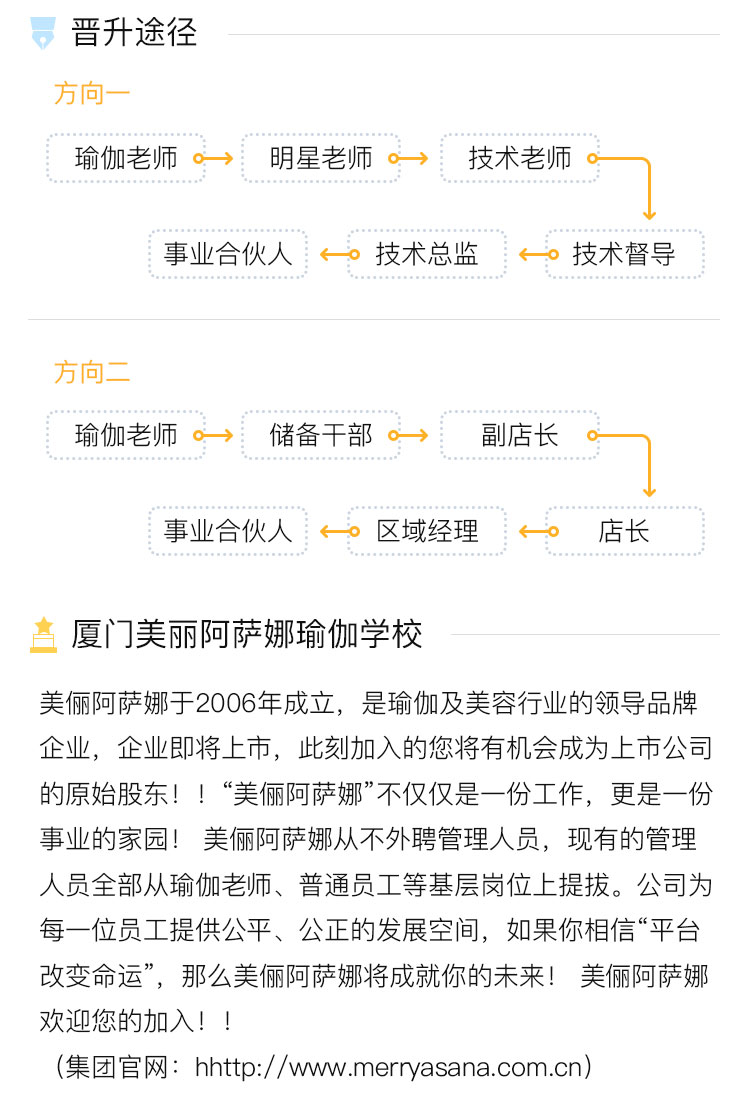 晋升途径
方向一
瑜伽老师 明星老师 技术老师
事业合伙人 技术总监 技术督导
方向二
瑜伽老师 储备干部 副店长
事业合伙人 区域经理 店长
厦门美丽阿萨娜瑜伽学校
美俪阿萨娜于2006年成立，是瑜伽及美容行业的领导品牌
企业，企业即将上市，此刻加入的您将有机会成为上市公司
的原始股东！！“美俪阿萨娜”不仅仅是一份工作，更是一份
事业的家园！ 美俪阿萨娜从不外聘管理人员，现有的管理
人员全部从瑜伽老师、普通员工等基层岗位上提拔。公司为
每一位员工提供公平、公正的发展空间，如果你相信“平台
改变命运”，那么美俪阿萨娜将成就你的未来！ 美俪阿萨娜
欢迎您的加入！！
（集团官网：hhttp://www.merryasana.com.cn）